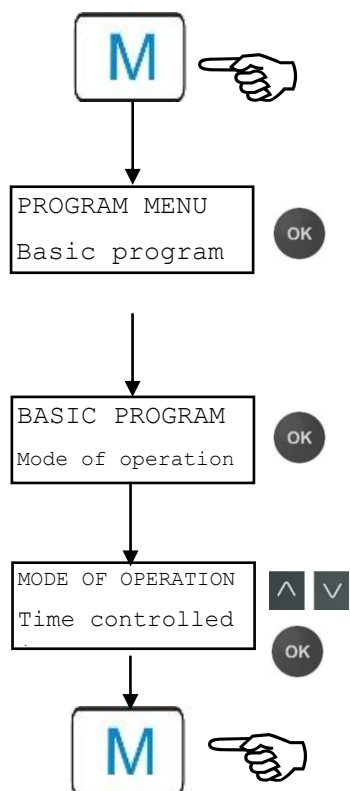 M
PROGRAM MENU
Basic program
OK
BASIC PROGRAM
Mode of operation
OK
MODE OF OPERATION
Time controlled
OK
M